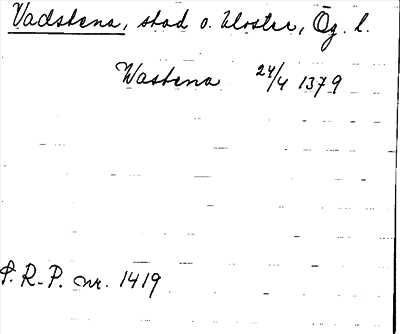 Vadstena, stad o. kloster, Ög. l.
Wastena 24/4 1379
S.R.P. nr. 1419